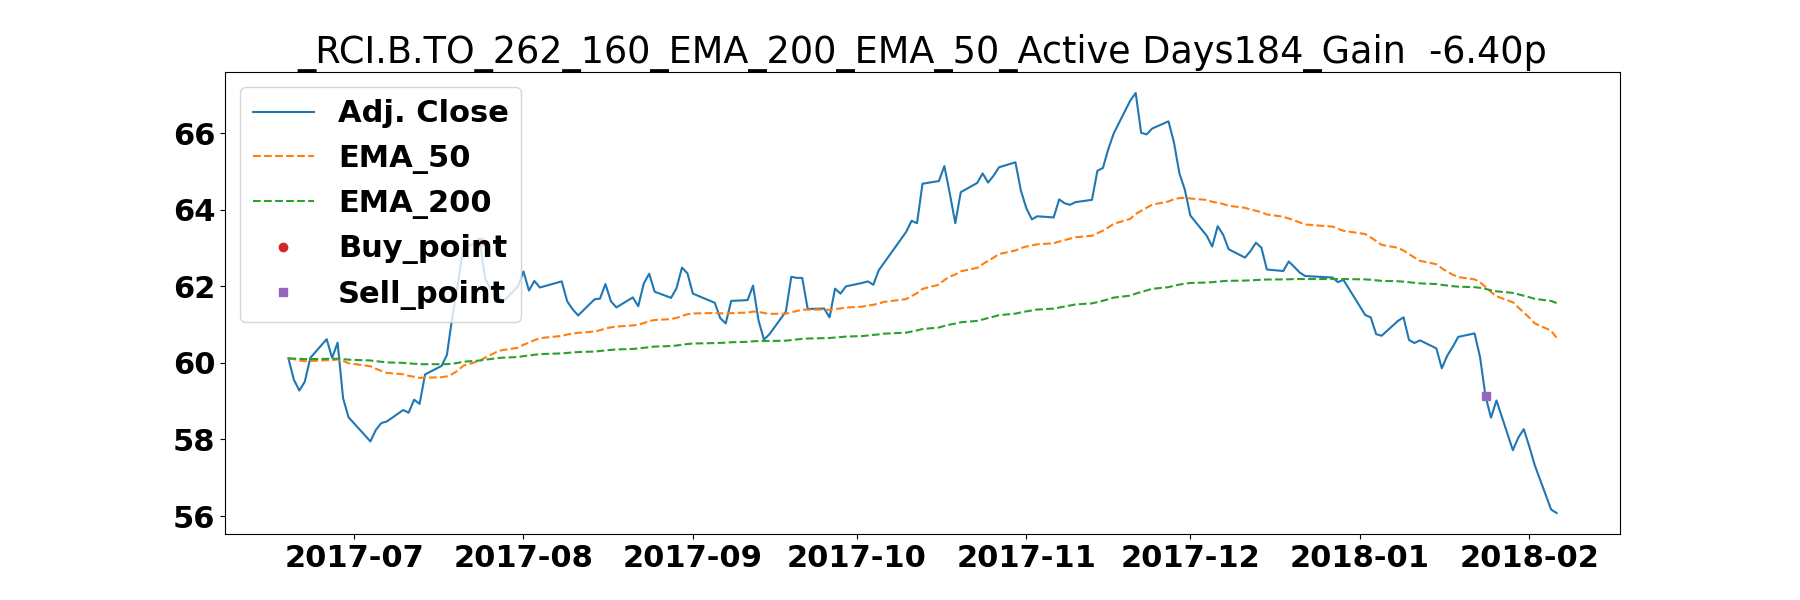 _RCI.B.TO_262_160_EMA_200_EMA_50_Active Days184_Gain  -6.40p
Adj. Close
EMA_50
EMA_200
Buy_point
Sell_point
66
64
62
60
58
56
2017-07 2017-08 2017-09 2017-10 2017-11 2017-12 2018-01 2018-02